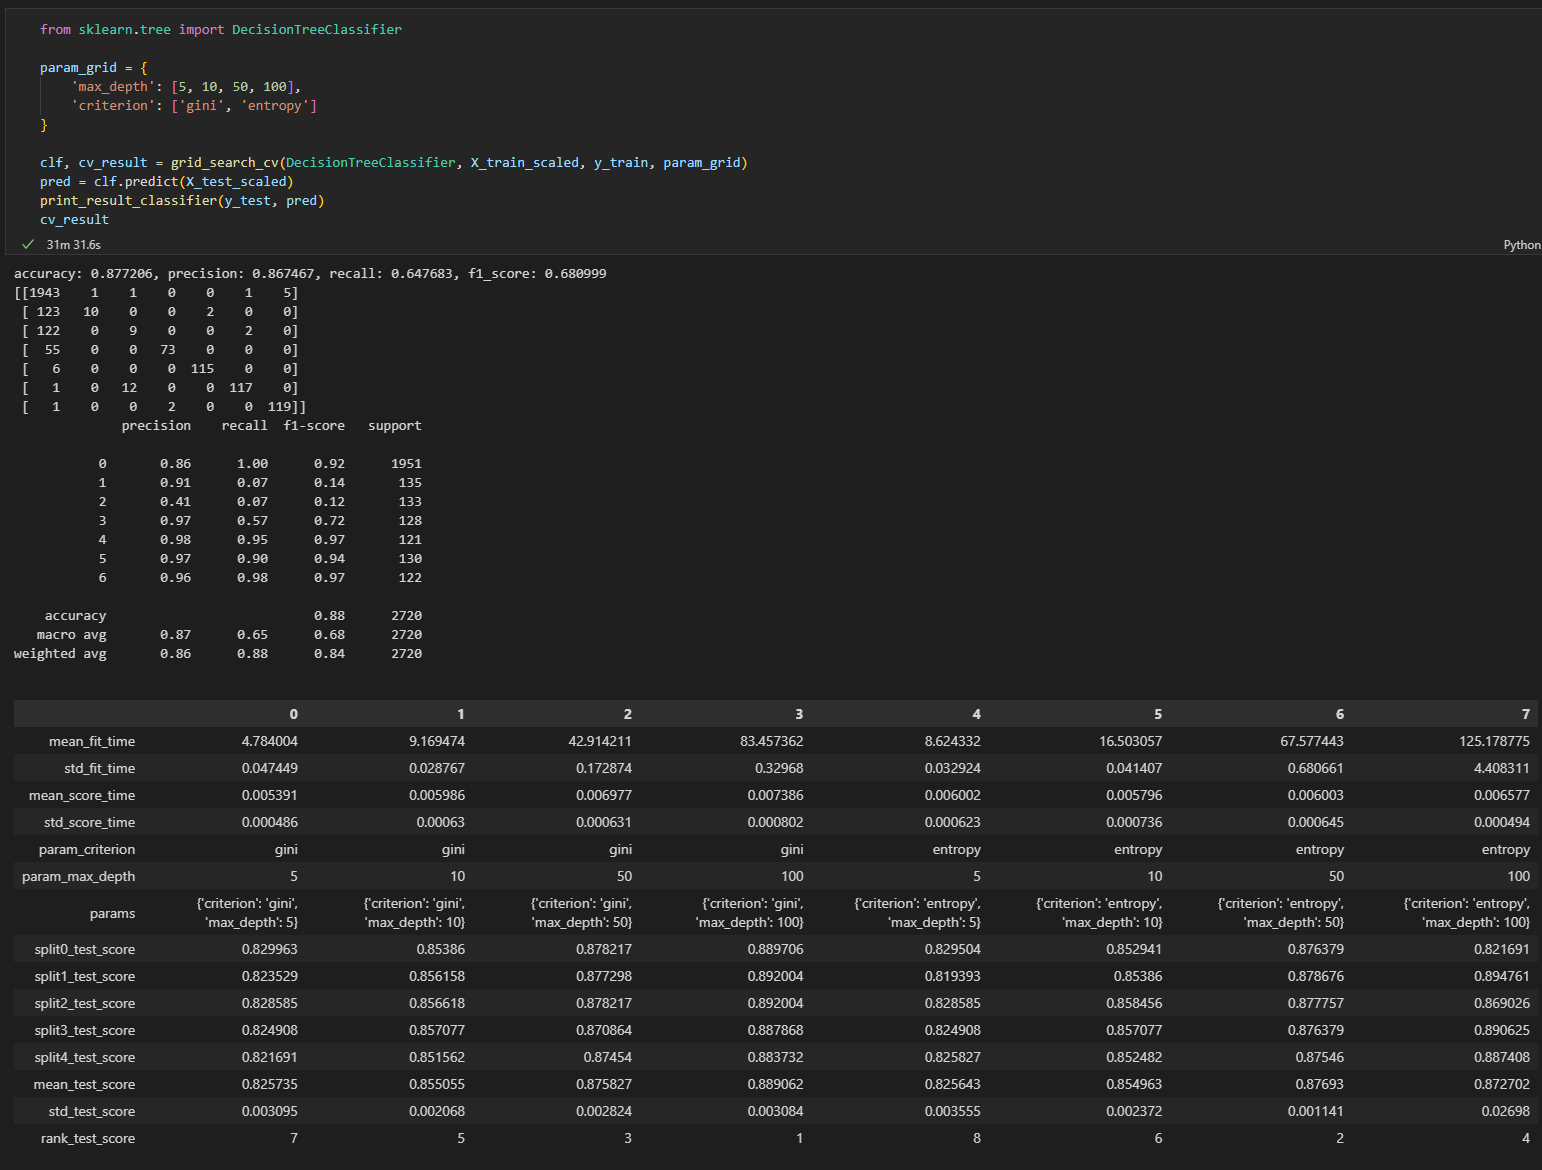 from sklearn.tree import DecisionTreeClassifier
param_grid = {
    'max_depth': [5, 10, 50, 100],
    'criterion': ['gini', 'entropy']
}
clf, cv_result = grid_search_cv(DecisionTreeClassifier, X_train_scaled, y_train, param_grid)
pred = clf.predict(X_test_scaled)
print_result_classifier(y_test, pred)
cv_result
✓ 31m 31.6s Python
accuracy: 0.877206, precision: 0.867467, recall: 0.647683, f1_score: 0.680999
[[1943 1 1 0 0 1 5]
[ 123 10 0 0 2 0 0]
[ 122 0 9 0 0 2 0]
[ 55 0 0 73 0 0 0]
[ 6 0 0 0 115 0 0]
[ 1 0 12 0 0 117 0]
[ 1 0 0 2 0 0 119]]
precision recall f1-score support
0 0.86 1.00 0.92 1951
1 0.91 0.07 0.14 135
2 0.41 0.07 0.12 133
3 0.97 0.57 0.72 128
4 0.98 0.95 0.97 121
5 0.97 0.90 0.94 130
6 0.96 0.98 0.97 122
accuracy 0.88 2720
macro avg 0.87 0.65 0.68 2720
weighted avg 0.86 0.88 0.84 2720
0 1 2 3 4 5 6 7
mean_fit_time 4.784004 9.169474 42.914211 83.457362 8.624332 16.503057 67.577443 125.178775
std_fit_time 0.047449 0.028767 0.172874 0.32968 0.032924 0.041407 0.680661 4.408311
mean_score_time 0.005391 0.005986 0.006977 0.007386 0.006002 0.005796 0.006003 0.006577
std_score_time 0.000486 0.00063 0.000631 0.000802 0.000623 0.000736 0.000645 0.000494
param_criterion gini gini gini gini entropy entropy entropy entropy
param_max_depth 5 10 50 100 5 10 50 100
params {'criterion': 'gini', {'criterion': 'gini', {'criterion': 'gini', {'criterion': 'gini', {'criterion': 'entropy', {'criterion': 'entropy', {'criterion': 'entropy', {'criterion': 'entropy',
'max_depth': 5} 'max_depth': 10} 'max_depth': 50} 'max_depth': 100} 'max_depth': 5} 'max_depth': 10} 'max_depth': 50} 'max_depth': 100}
split0_test_score 0.829963 0.85386 0.878217 0.889706 0.829504 0.852941 0.876379 0.821691
split1_test_score 0.823529 0.856158 0.877298 0.892004 0.819393 0.85386 0.878676 0.894761
split2_test_score 0.828585 0.856618 0.878217 0.892004 0.828585 0.858456 0.877757 0.869026
split3_test_score 0.824908 0.857077 0.870864 0.887868 0.824908 0.857077 0.876379 0.890625
split4_test_score 0.821691 0.851562 0.87454 0.883732 0.825827 0.852482 0.87546 0.887408
mean_test_score 0.825735 0.855055 0.875827 0.889062 0.825643 0.854963 0.87693 0.872702
std_test_score 0.003095 0.002068 0.002824 0.003084 0.003555 0.002372 0.001141 0.02698
rank_test_score 7 5 3 1 8 6 2 4